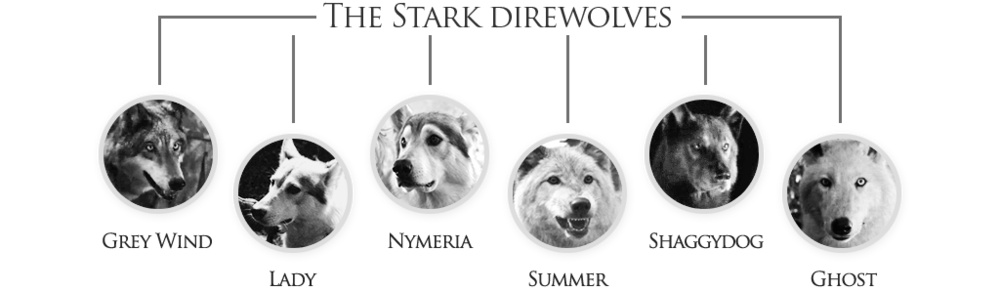 The Stark direwolves
Grey Wind
Lady
Nymeria
Summer
Shaggydog
Ghost